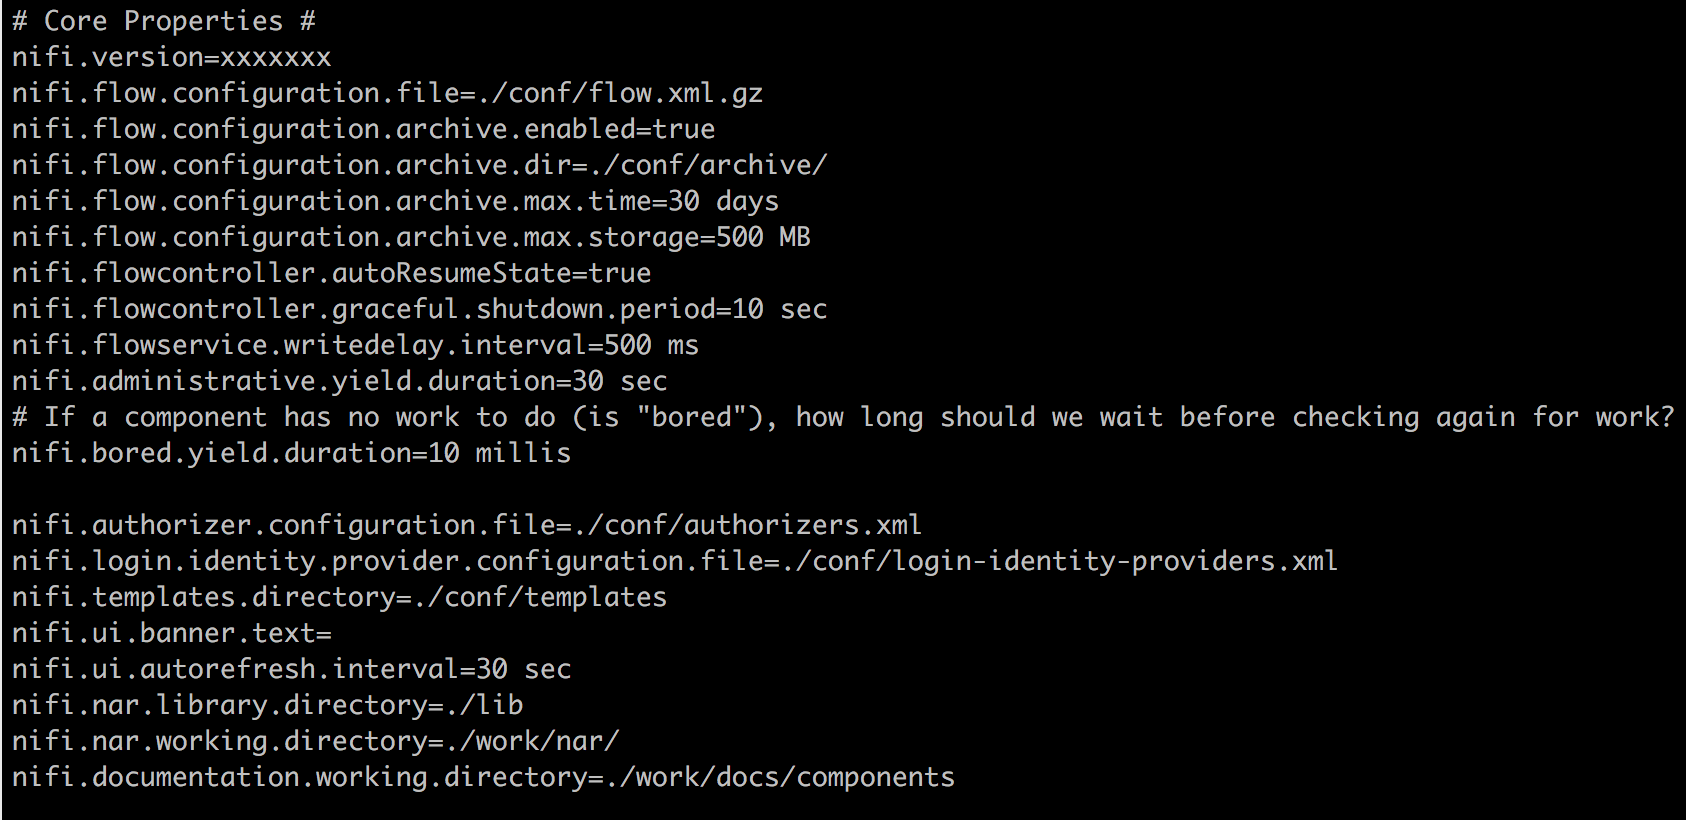 # Core Properties #
nifi.version=xxxxxxx
nifi.flow.configuration.file=./conf/flow.xml.gz
nifi.flow.configuration.archive.enabled=true
nifi.flow.configuration.archive.dir=./conf/archive/
nifi.flow.configuration.archive.max.time=30 days
nifi.flow.configuration.archive.max.storage=500 MB
nifi.flowcontroller.autoResumeState=true
nifi.flowcontroller.graceful.shutdown.period=10 sec
nifi.flowservice.writedelay.interval=500 ms
nifi.administrative.yield.duration=30 sec
# If a component has no work to do (is "bored"), how long should we wait before checking again for work?
nifi.bored.yield.duration=10 millis

nifi.authorizer.configuration.file=./conf/authorizers.xml
nifi.login.identity.provider.configuration.file=./conf/login-identity-providers.xml
nifi.templates.directory=./conf/templates
nifi.ui.banner.text=
nifi.ui.autorefresh.interval=30 sec
nifi.nar.library.directory=./lib
nifi.nar.working.directory=./work/nar/
nifi.documentation.working.directory=./work/docs/components